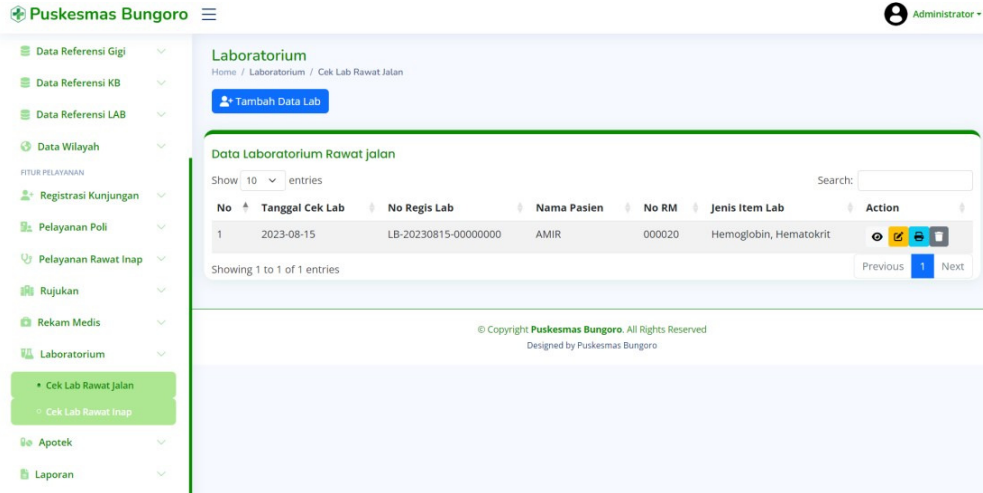 Puskesmas Bungoro
Administrator
Data Referensi Gigi
Data Referensi KB
Data Referensi LAB
Data Wilayah
FITUR PELAYANAN
Registrasi Kunjungan
Pelayanan Poli
Pelayanan Rawat Inap
Rujukan
Rekam Medis
Laboratorium
Cek Lab Rawat Jalan
Cek Lab Rawat Inap
Apotek
Laporan
Laboratorium
Home / Laboratorium / Cek Lab Rawat Jalan
Tambah Data Lab
Data Laboratorium Rawat jalan
Show 10 entries Search:
No Tanggal Cek Lab No Regis Lab Nama Pasien No RM Jenis Item Lab Action
1 2023-08-15 LB-20230815-00000000 AMIR 000020 Hemoglobin, Hematokrit
Showing 1 to 1 of 1 entries Previous 1 Next
© Copyright Puskesmas Bungoro. All Rights Reserved
Designed by Puskesmas Bungoro